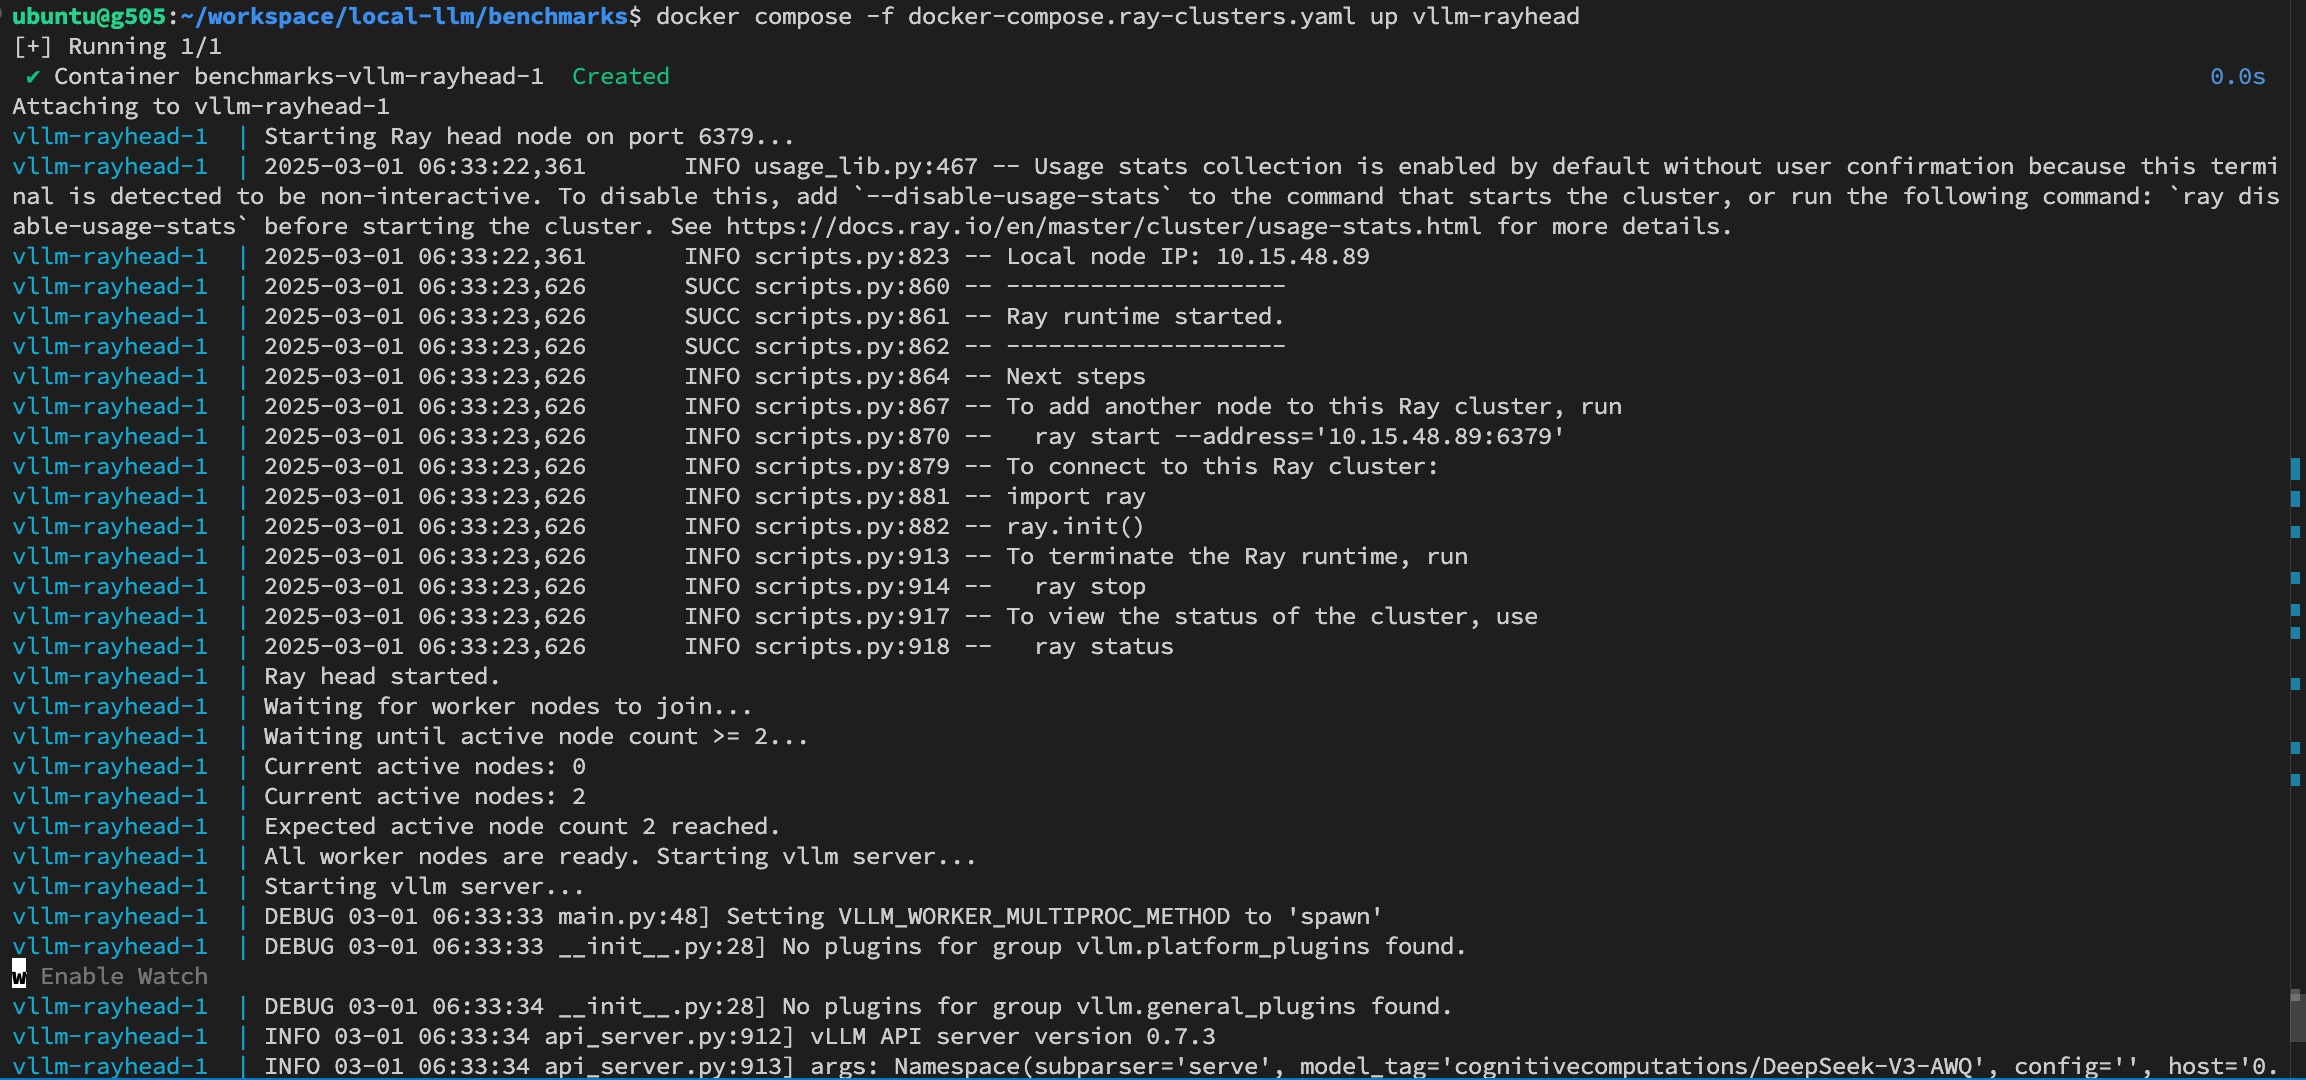 ubuntu@g505:~/workspace/local-llm/benchmarks$ docker compose -f docker-compose.ray-clusters.yaml up vllm-rayhead
[+] Running 1/1
✔ Container benchmarks-vllm-rayhead-1  Created 0.0s
Attaching to vllm-rayhead-1
vllm-rayhead-1  | Starting Ray head node on port 6379...
vllm-rayhead-1  | 2025-03-01 06:33:22,361       INFO usage_lib.py:467 -- Usage stats collection is enabled by default without user confirmation because this termi
nal is detected to be non-interactive. To disable this, add `--disable-usage-stats` to the command that starts the cluster, or run the following command: `ray dis
able-usage-stats` before starting the cluster. See https://docs.ray.io/en/master/cluster/usage-stats.html for more details.
vllm-rayhead-1  | 2025-03-01 06:33:22,361       INFO scripts.py:823 -- Local node IP: 10.15.48.89
vllm-rayhead-1  | 2025-03-01 06:33:23,626       SUCC scripts.py:860 -- --------------------
vllm-rayhead-1  | 2025-03-01 06:33:23,626       SUCC scripts.py:861 -- Ray runtime started.
vllm-rayhead-1  | 2025-03-01 06:33:23,626       SUCC scripts.py:862 -- --------------------
vllm-rayhead-1  | 2025-03-01 06:33:23,626       INFO scripts.py:864 -- Next steps
vllm-rayhead-1  | 2025-03-01 06:33:23,626       INFO scripts.py:867 -- To add another node to this Ray cluster, run
vllm-rayhead-1  | 2025-03-01 06:33:23,626       INFO scripts.py:870 --   ray start --address='10.15.48.89:6379'
vllm-rayhead-1  | 2025-03-01 06:33:23,626       INFO scripts.py:879 -- To connect to this Ray cluster:
vllm-rayhead-1  | 2025-03-01 06:33:23,626       INFO scripts.py:881 -- import ray
vllm-rayhead-1  | 2025-03-01 06:33:23,626       INFO scripts.py:882 -- ray.init()
vllm-rayhead-1  | 2025-03-01 06:33:23,626       INFO scripts.py:913 -- To terminate the Ray runtime, run
vllm-rayhead-1  | 2025-03-01 06:33:23,626       INFO scripts.py:914 --   ray stop
vllm-rayhead-1  | 2025-03-01 06:33:23,626       INFO scripts.py:917 -- To view the status of the cluster, use
vllm-rayhead-1  | 2025-03-01 06:33:23,626       INFO scripts.py:918 --   ray status
vllm-rayhead-1  | Ray head started.
vllm-rayhead-1  | Waiting for worker nodes to join...
vllm-rayhead-1  | Waiting until active node count >= 2...
vllm-rayhead-1  | Current active nodes: 0
vllm-rayhead-1  | Current active nodes: 2
vllm-rayhead-1  | Expected active node count 2 reached.
vllm-rayhead-1  | All worker nodes are ready. Starting vllm server...
vllm-rayhead-1  | Starting vllm server...
vllm-rayhead-1  | DEBUG 03-01 06:33:33 main.py:48] Setting VLLM_WORKER_MULTIPROC_METHOD to 'spawn'
vllm-rayhead-1  | DEBUG 03-01 06:33:33 __init__.py:28] No plugins for group vllm.platform_plugins found.
w Enable Watch
vllm-rayhead-1  | DEBUG 03-01 06:33:34 __init__.py:28] No plugins for group vllm.general_plugins found.
vllm-rayhead-1  | INFO 03-01 06:33:34 api_server.py:912] vLLM API server version 0.7.3
vllm-rayhead-1  | INFO 03-01 06:33:34 api_server.py:913] args: Namespace(subparser='serve', model_tag='cognitivecomputations/DeepSeek-V3-AWQ', config='', host='0.